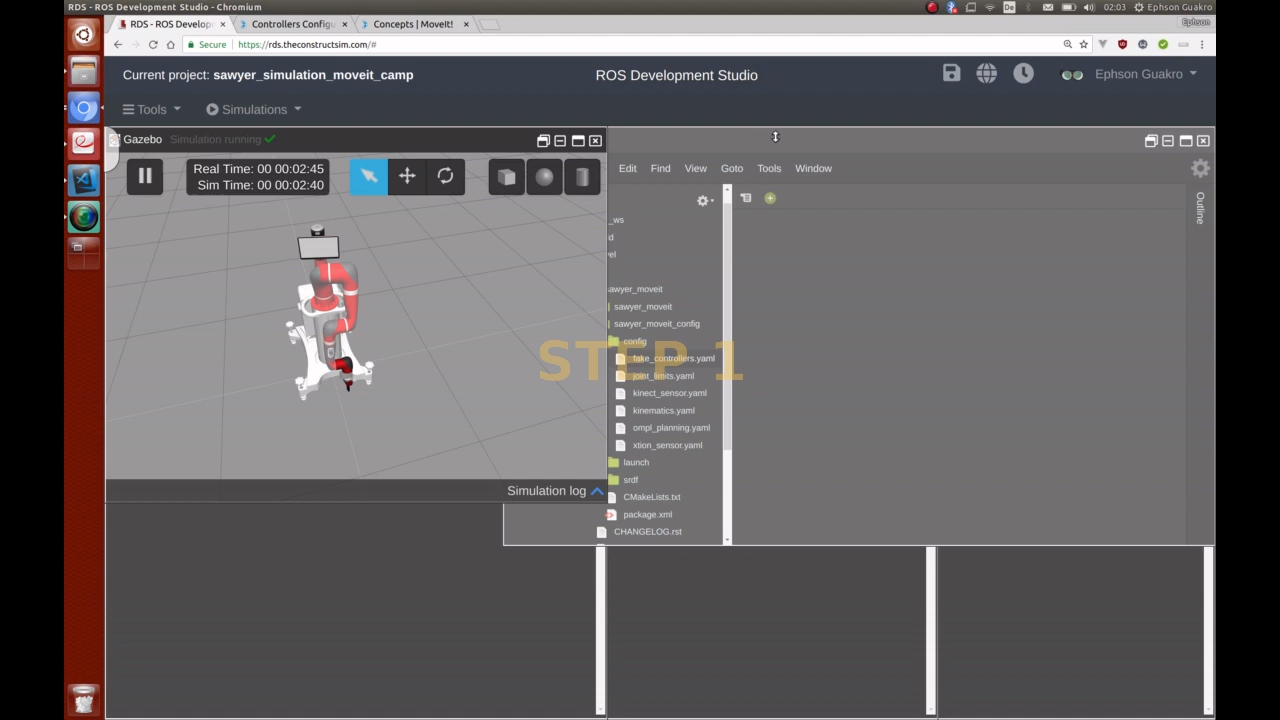 RDS - ROS Development Studio - Chromium
De
02:03
Ephson Guakro
RDS - ROS Develop
Controllers Configu
Concepts | MoveIt!
Ephson
Secure
https://rds.theconstructsim.com/#
Current project: sawyer_simulation_moveit_camp
ROS Development Studio
Ephson Guakro
Tools
Simulations
Gazebo
Simulation running
Real Time: 00 00:02:45
Sim Time: 00 00:02:40
Simulation log
Edit
Find
View
Goto
Tools
Window
Outline
_ws
d
el
sawyer_moveit
sawyer_moveit
sawyer_moveit_config
config
fake_controllers.yaml
joint_limits.yaml
kinect_sensor.yaml
kinematics.yaml
ompl_planning.yaml
xtion_sensor.yaml
launch
srdf
CMakeLists.txt
package.xml
CHANGELOG.rst
STEP 1